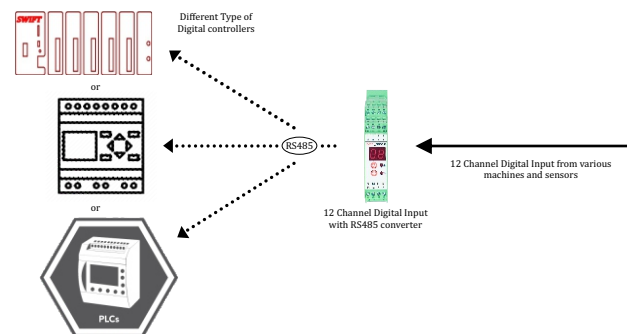 SWIFT
Different Type of
Digital controllers
or
RS485
12 Channel Digital Input from various
machines and sensors
or
12 Channel Digital Input
with RS485 converter
PLCs